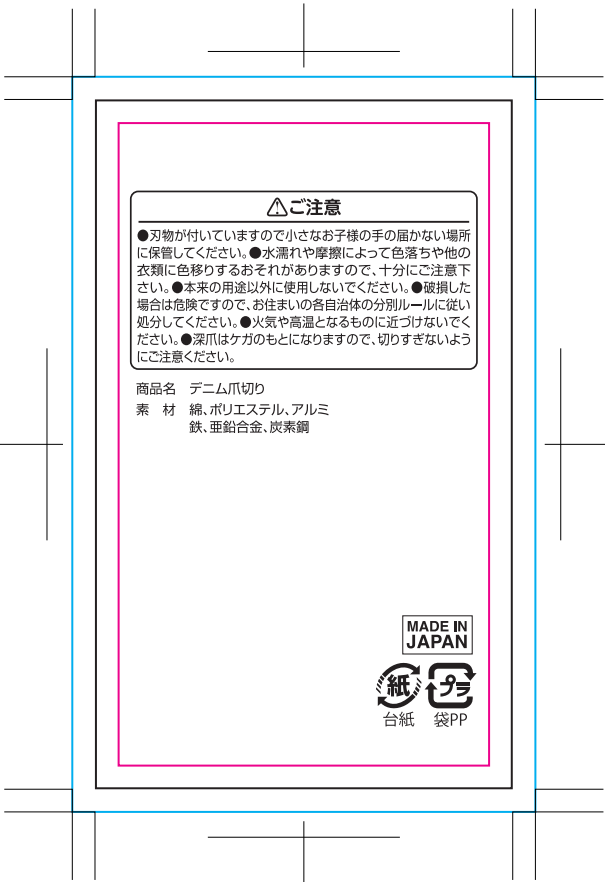 ⚠ご注意
●刃物が付いていますので小さなお子様の手の届かない場所
に保管してください。●水濡れや摩擦によって色落ちや他の
衣類に色移りするおそれがありますので、十分にご注意下
さい。●本来の用途以外に使用しないでください。●破損した
場合は危険ですので、お住まいの各自治体の分別ルールに従い
処分してください。●火気や高温となるものに近づけないでく
ださい。●深爪はケガのもとになりますので、切りすぎないよう
にご注意ください。
商品名 デニム爪切り
素 材 綿、ポリエステル、アルミ
鉄、亜鉛合金、炭素鋼
MADE IN
JAPAN
紙 プラ
台紙 袋PP